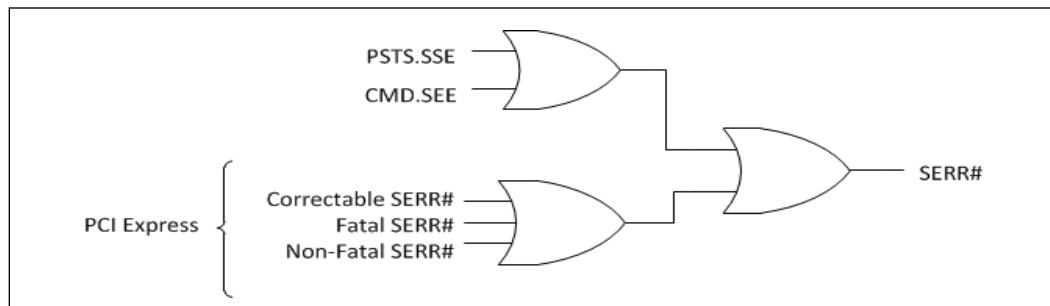 PSTS.SSE
CMD.SEE
SERR#
PCI Express
Correctable SERR#
Fatal SERR#
Non-Fatal SERR#